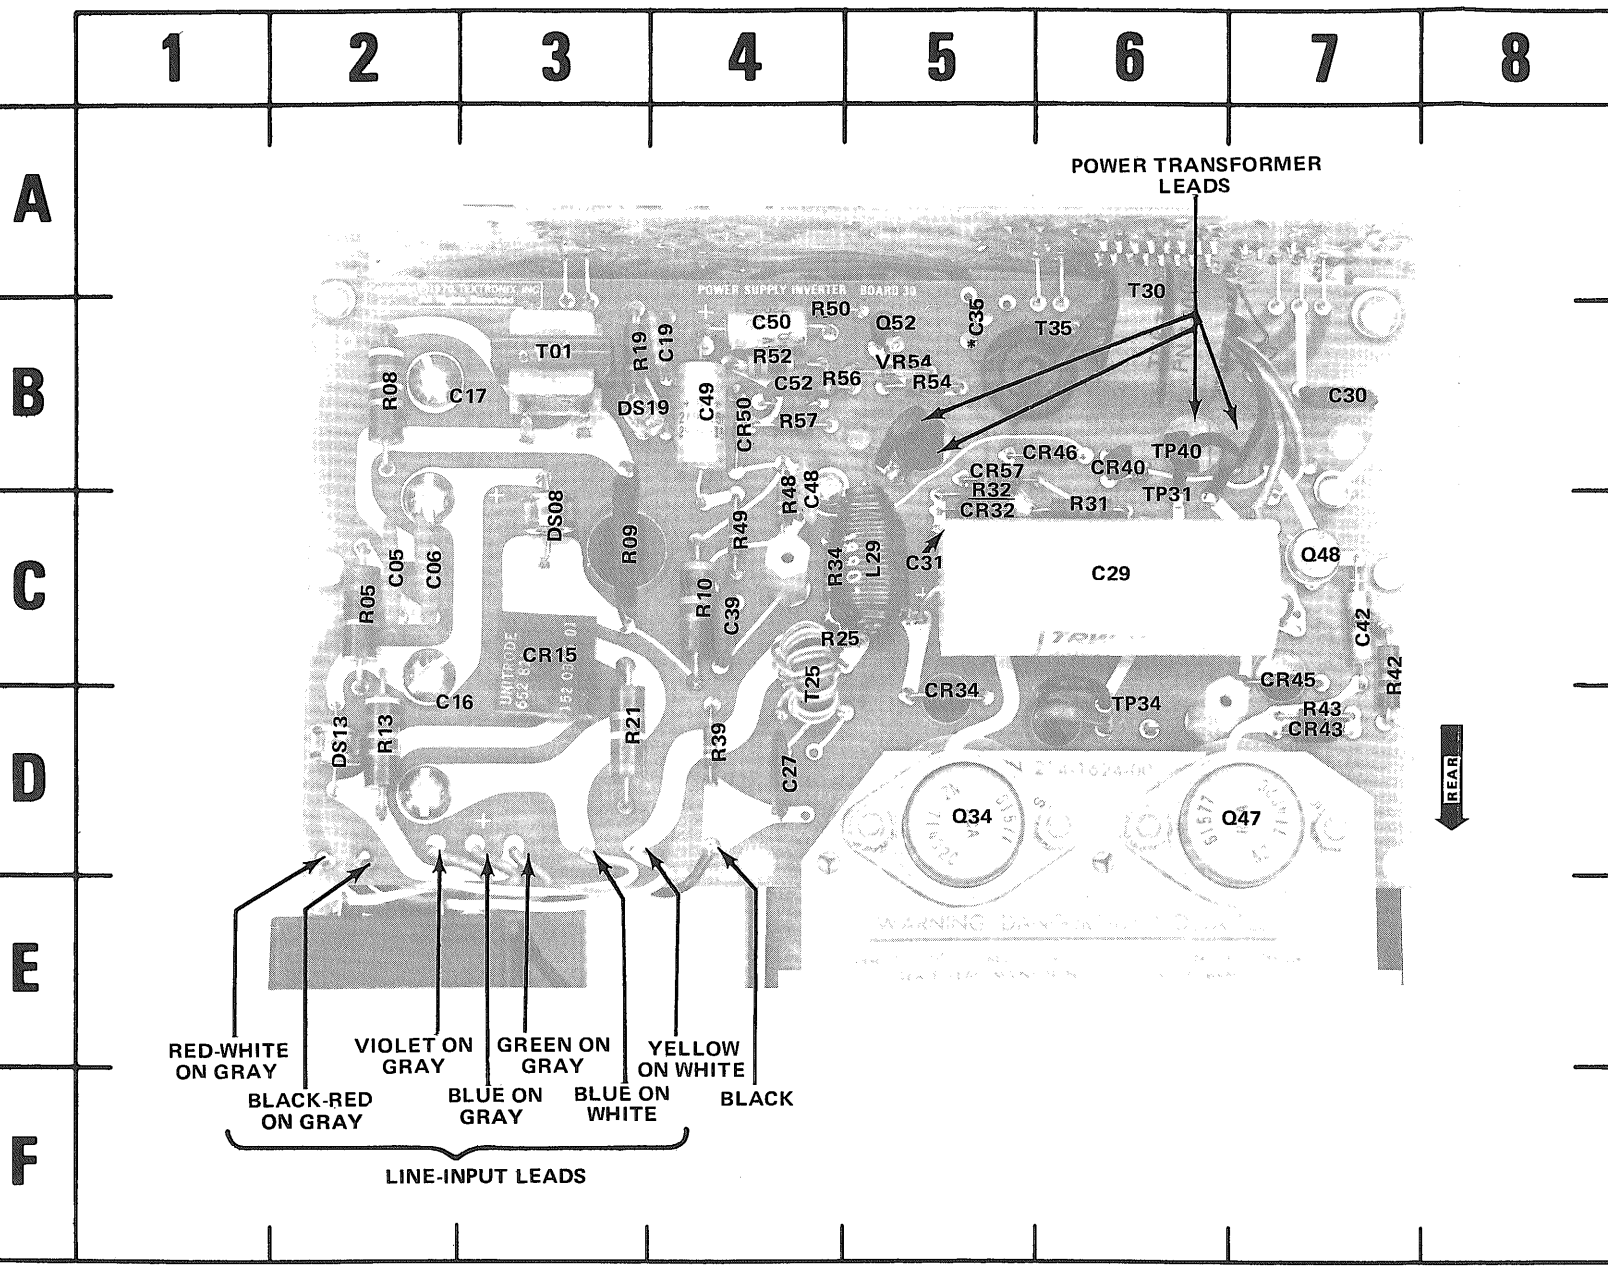 1 2 3 4 5 6 7 8
A
POWER TRANSFORMER
LEADS
T30
POWER SUPPLY INVERTER BOARD
R50
C50
Q52
*C35
T35
T01
R19
C19
R52
VR54
B
R08
C17
C52
R56
R54
C30
DS19
C49
CR50
R57
CR46
TP40
CR57
CR40
R32
TP31
CR32
R31
R48
C48
DS08
R49
R09
C
C05
C06
R05
R10
C39
R34
L29
C31
C29
Q48
C42
R25
CR15
UNITRODE
T25
C16
CR34
TP34
CR45
R42
R43
CR43
DS13
R13
R21
R39
C27
D
REAR
Q34
Q47
WARNING
E
RED-WHITE
ON GRAY
BLACK-RED
ON GRAY
VIOLET ON
GRAY
BLUE ON
GRAY
GREEN ON
GRAY
BLUE ON
WHITE
YELLOW
ON WHITE
BLACK
F
LINE-INPUT LEADS